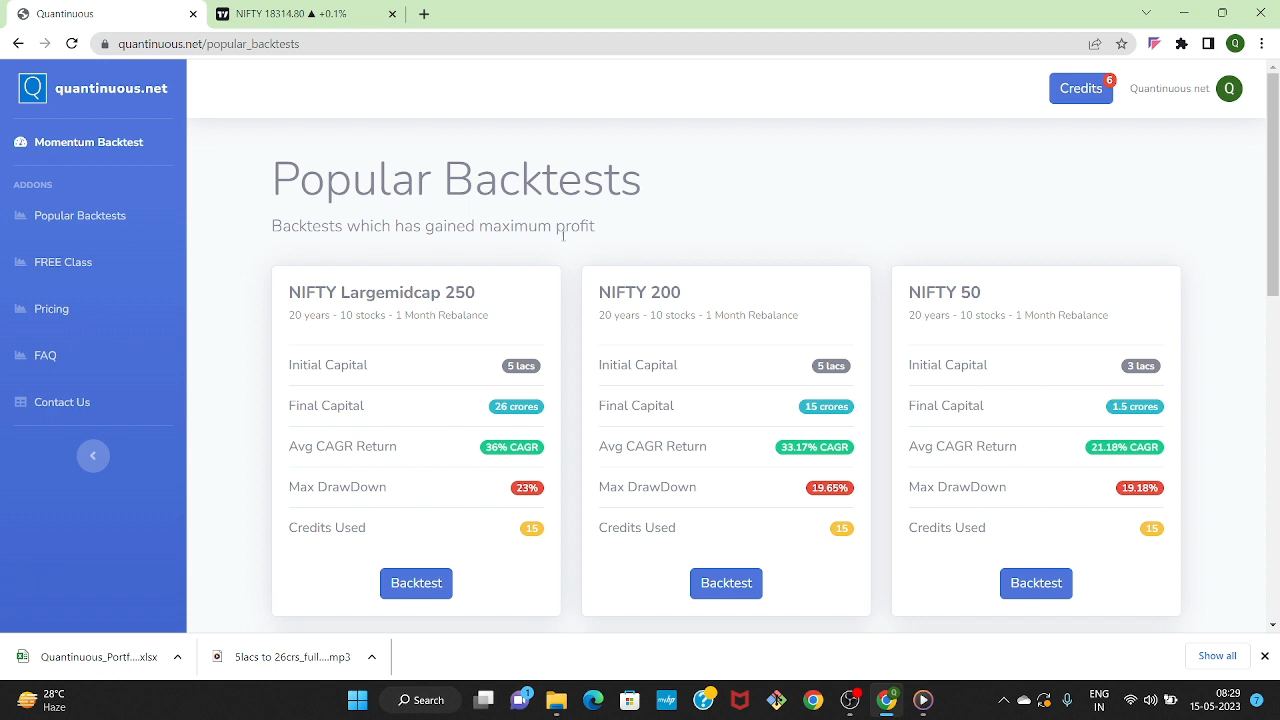 Quantinuous
NIFTY 18314.80 ▲ +0.1%
quantinuous.net/popular_backtests
Q
Q quantinuous.net
Credits
6
Quantinuous net
Q
Momentum Backtest
ADDONS
Popular Backtests
FREE Class
Pricing
FAQ
Contact Us
Popular Backtests
Backtests which has gained maximum profit
NIFTY Largemidcap 250
20 years - 10 stocks - 1 Month Rebalance
Initial Capital 5 lacs
Final Capital 26 crores
Avg CAGR Return 36% CAGR
Max DrawDown 23%
Credits Used 15
Backtest
NIFTY 200
20 years - 10 stocks - 1 Month Rebalance
Initial Capital 5 lacs
Final Capital 15 crores
Avg CAGR Return 33.17% CAGR
Max DrawDown 19.65%
Credits Used 15
Backtest
NIFTY 50
20 years - 10 stocks - 1 Month Rebalance
Initial Capital 3 lacs
Final Capital 1.5 crores
Avg CAGR Return 21.18% CAGR
Max DrawDown 19.18%
Credits Used 15
Backtest
Quantinuous_Portf....xlsx
5lacs to 26crs_full....mp3
Show all
28°C
Haze
Search
1
ENG
IN
08:29
15-05-2023
7